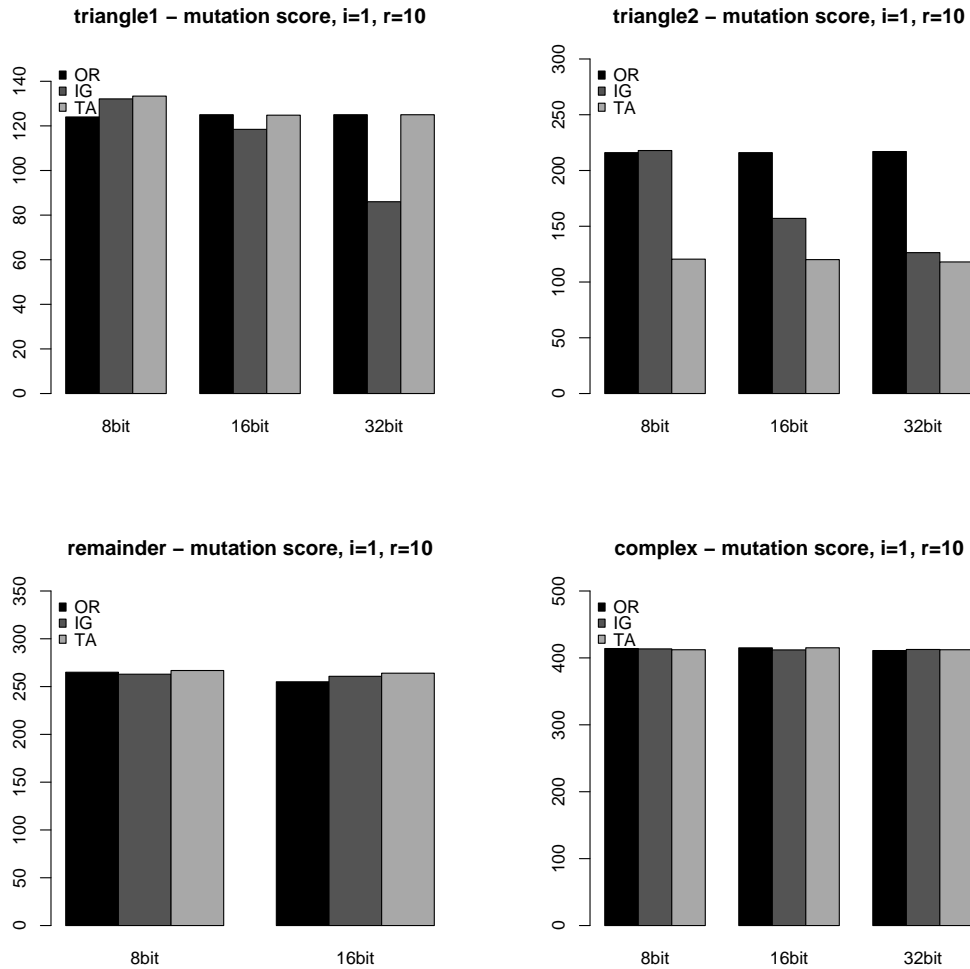 triangle1 − mutation score, i=1, r=10
OR
IG
TA
0 20 40 60 80 100 120 140
8bit 16bit 32bit
triangle2 − mutation score, i=1, r=10
OR
IG
TA
0 50 100 150 200 250 300
8bit 16bit 32bit
remainder − mutation score, i=1, r=10
OR
IG
TA
0 50 100 150 200 250 300 350
8bit 16bit
complex − mutation score, i=1, r=10
OR
IG
TA
0 100 200 300 400 500
8bit 16bit 32bit